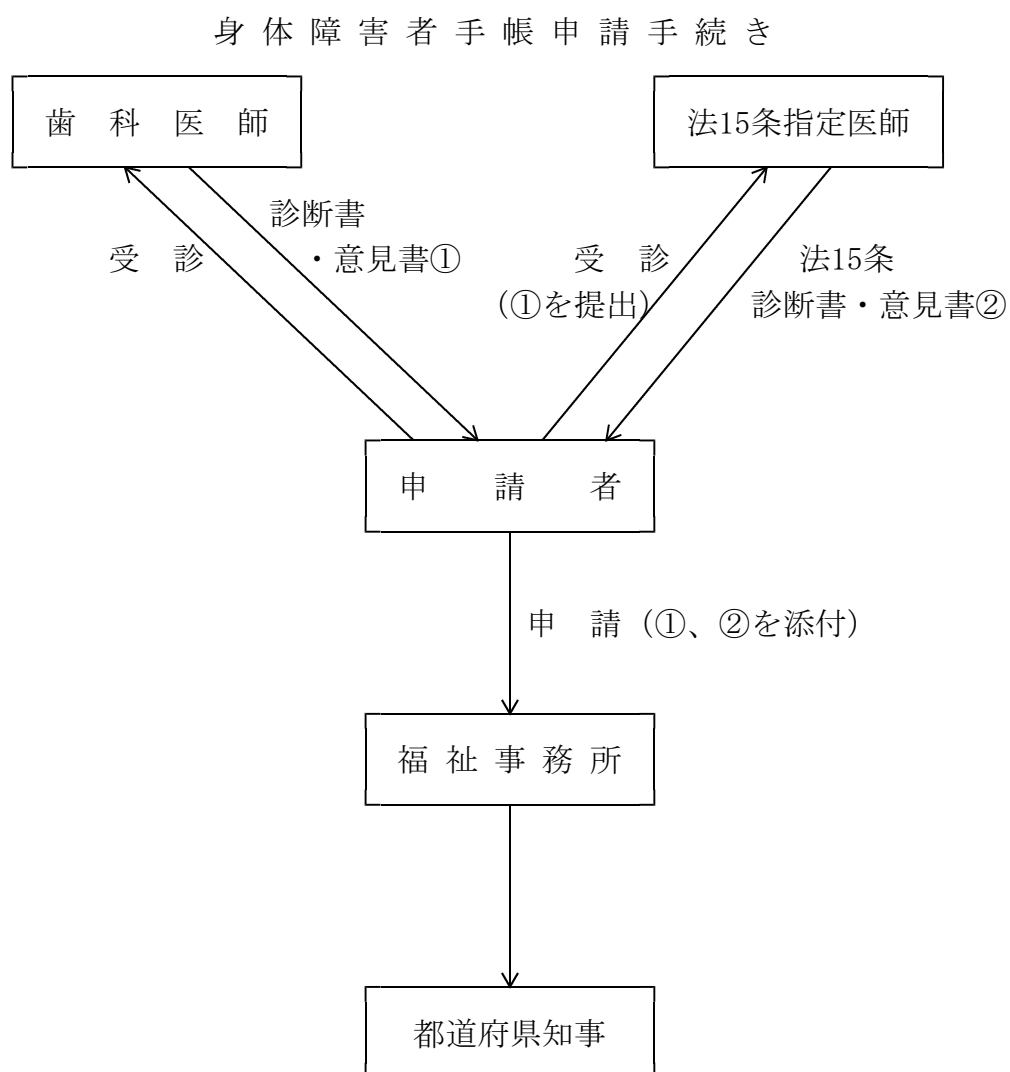 身体障害者手帳申請手続き
歯科医師
法15条指定医師
受診
診断書
・意見書①
受診
(①を提出)
法15条
診断書・意見書②
申請者
申請(①、②を添付)
福祉事務所
都道府県知事